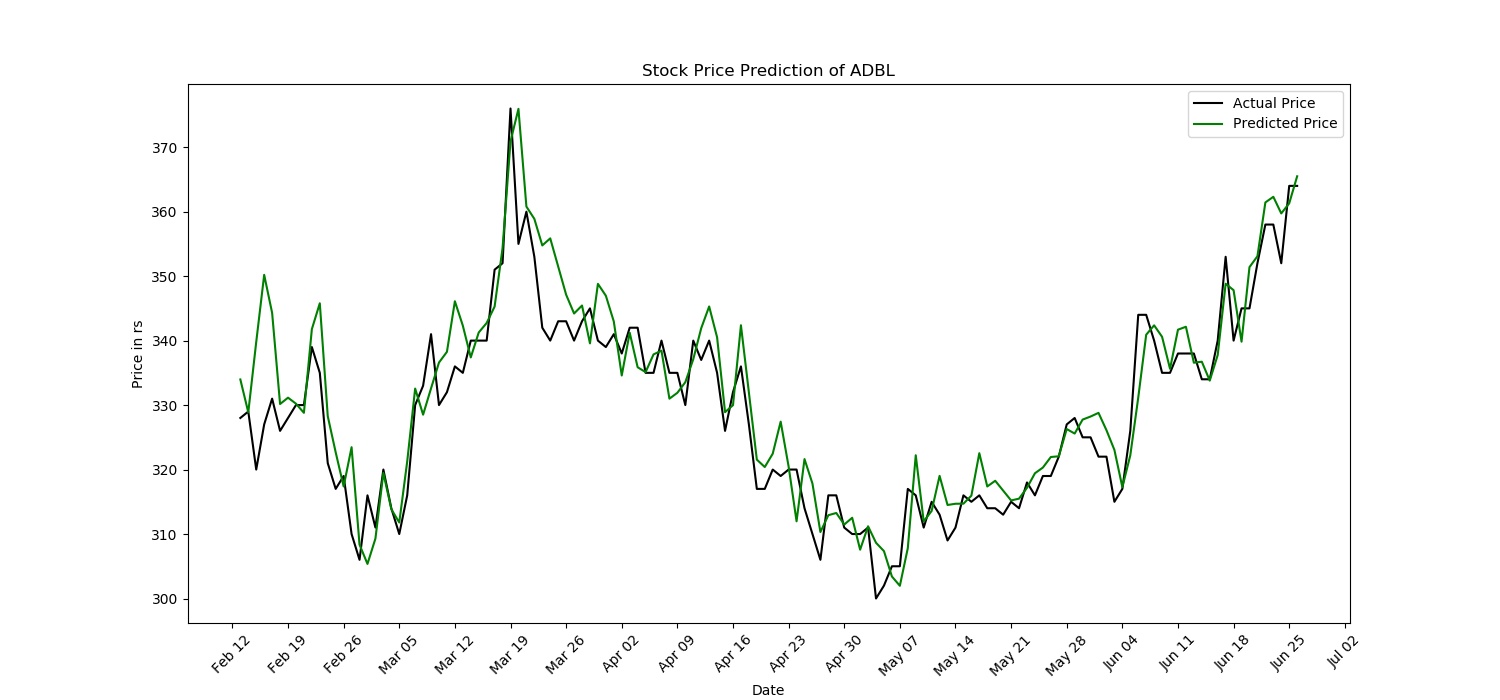 Stock Price Prediction of ADBL
Actual Price
Predicted Price
Price in rs
370
360
350
340
330
320
310
300
Feb 12
Feb 19
Feb 26
Mar 05
Mar 12
Mar 19
Mar 26
Apr 02
Apr 09
Apr 16
Apr 23
Apr 30
May 07
May 14
May 21
May 28
Jun 04
Jun 11
Jun 18
Jun 25
Jul 02
Date